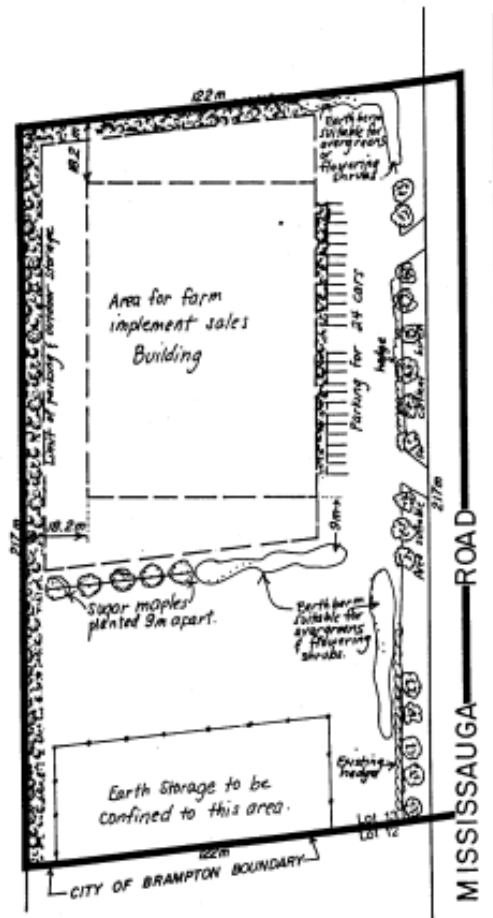 122m
Earth berm
suitable for
evergreens
or
flowering
shrubs
18.2
Limit of parking & outdoor storage
Area for farm
implement sales
Building
Parking for 24 cars
hedge
217m
217m
18.2m
9m
Sugar maples
planted 9m apart.
Earth berm
suitable for
evergreens
& flowering
shrubs.
Existing
hedge
Earth Storage to be
confined to this area.
Lot 13
Lot 12
122m
CITY OF BRAMPTON BOUNDARY
MISSISSAUGA ROAD